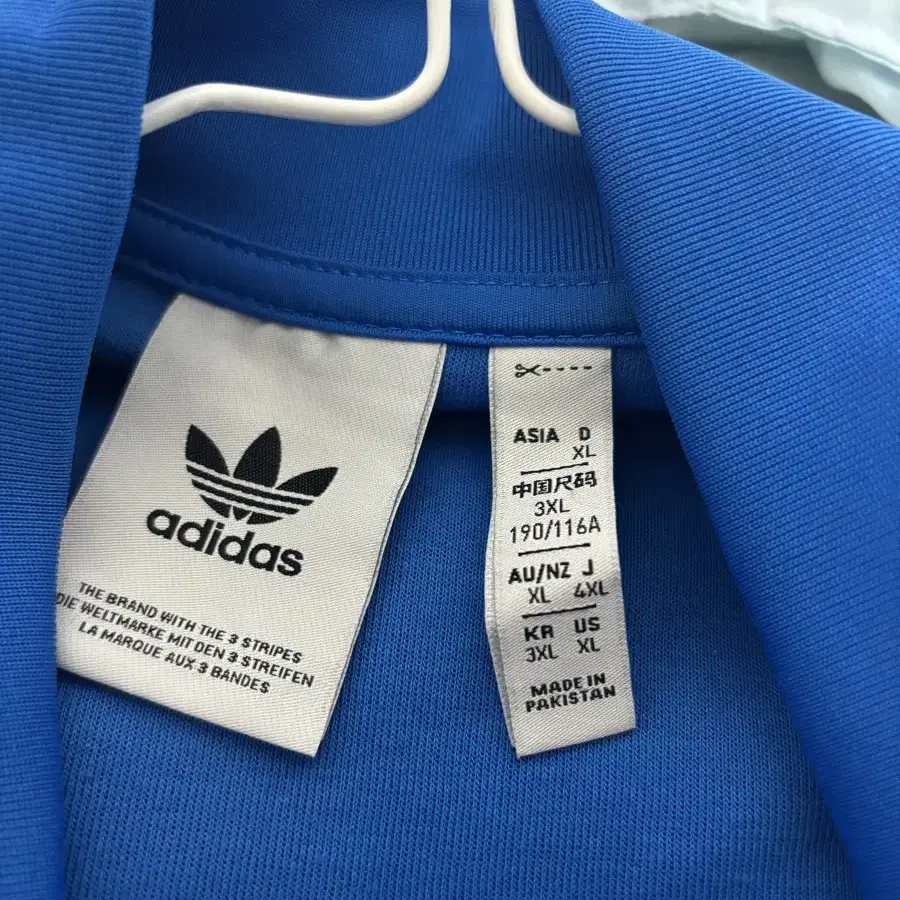 adidas
THE BRAND WITH THE 3 STRIPES
DIE WELTMARKE MIT DEN 3 STREIFEN
LA MARQUE AUX 3 BANDES
ASIA D
XL
中国尺码
3XL
190/116A
AU/NZ J
XL 4XL
KR US
3XL XL
MADE IN
PAKISTAN